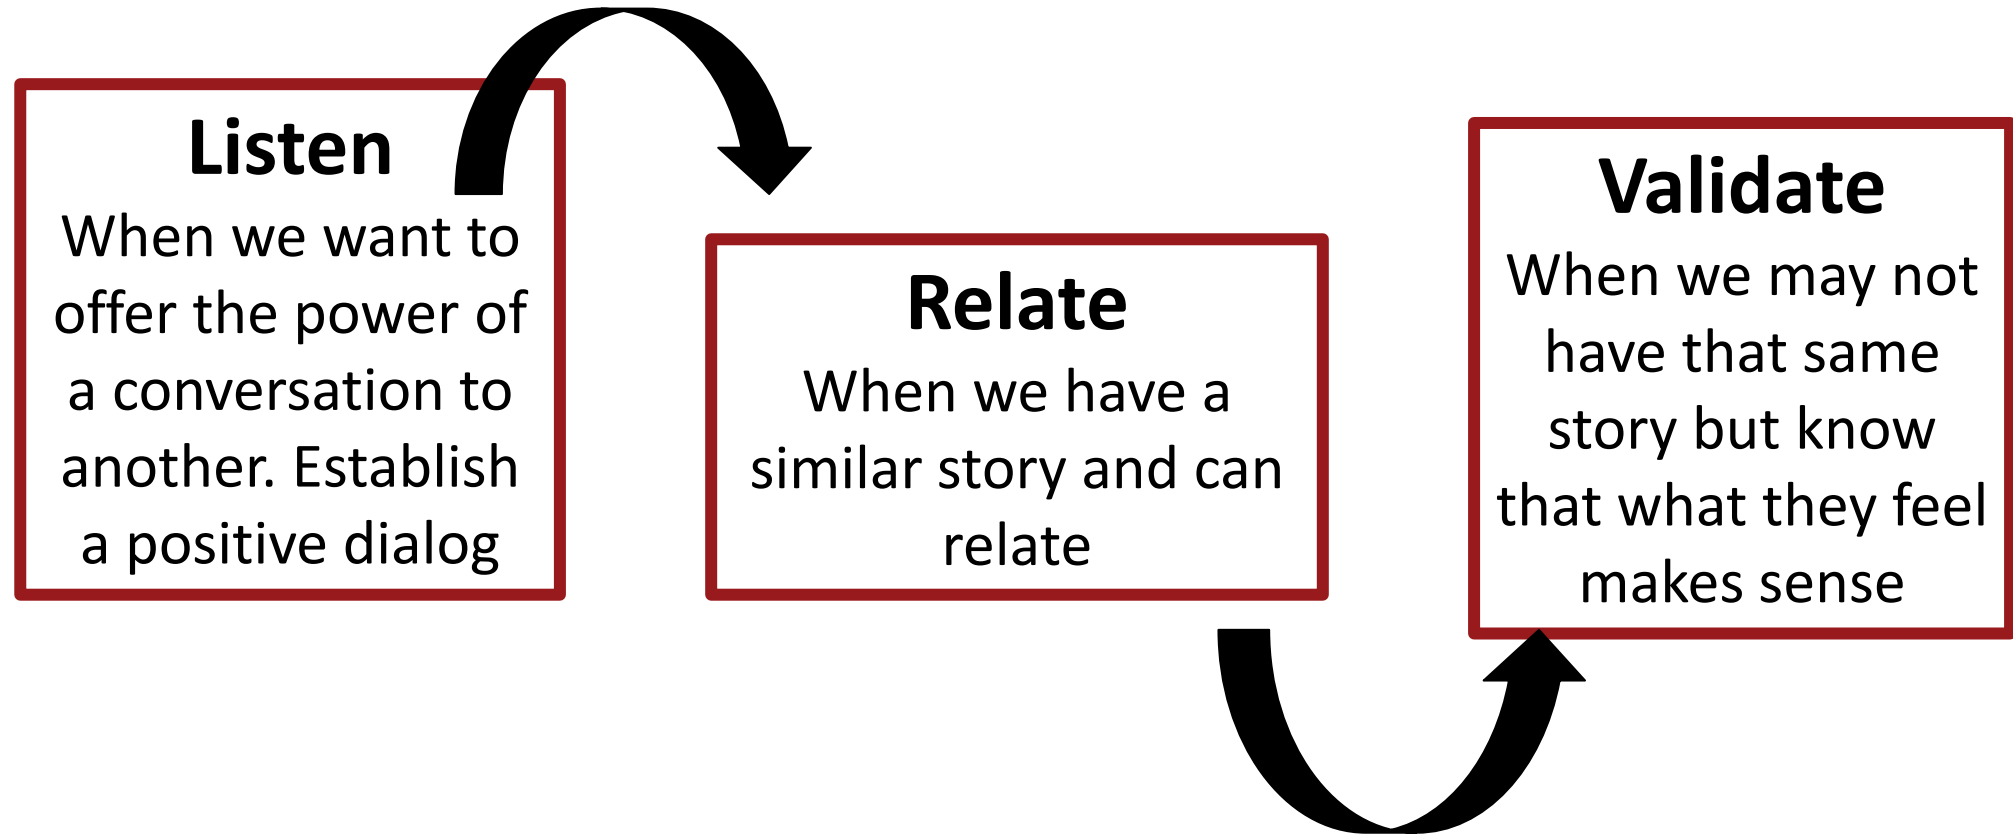 Listen
When we want to
offer the power of
a conversation to
another. Establish
a positive dialog
Relate
When we have a
similar story and can
relate
Validate
When we may not
have that same
story but know
that what they feel
makes sense